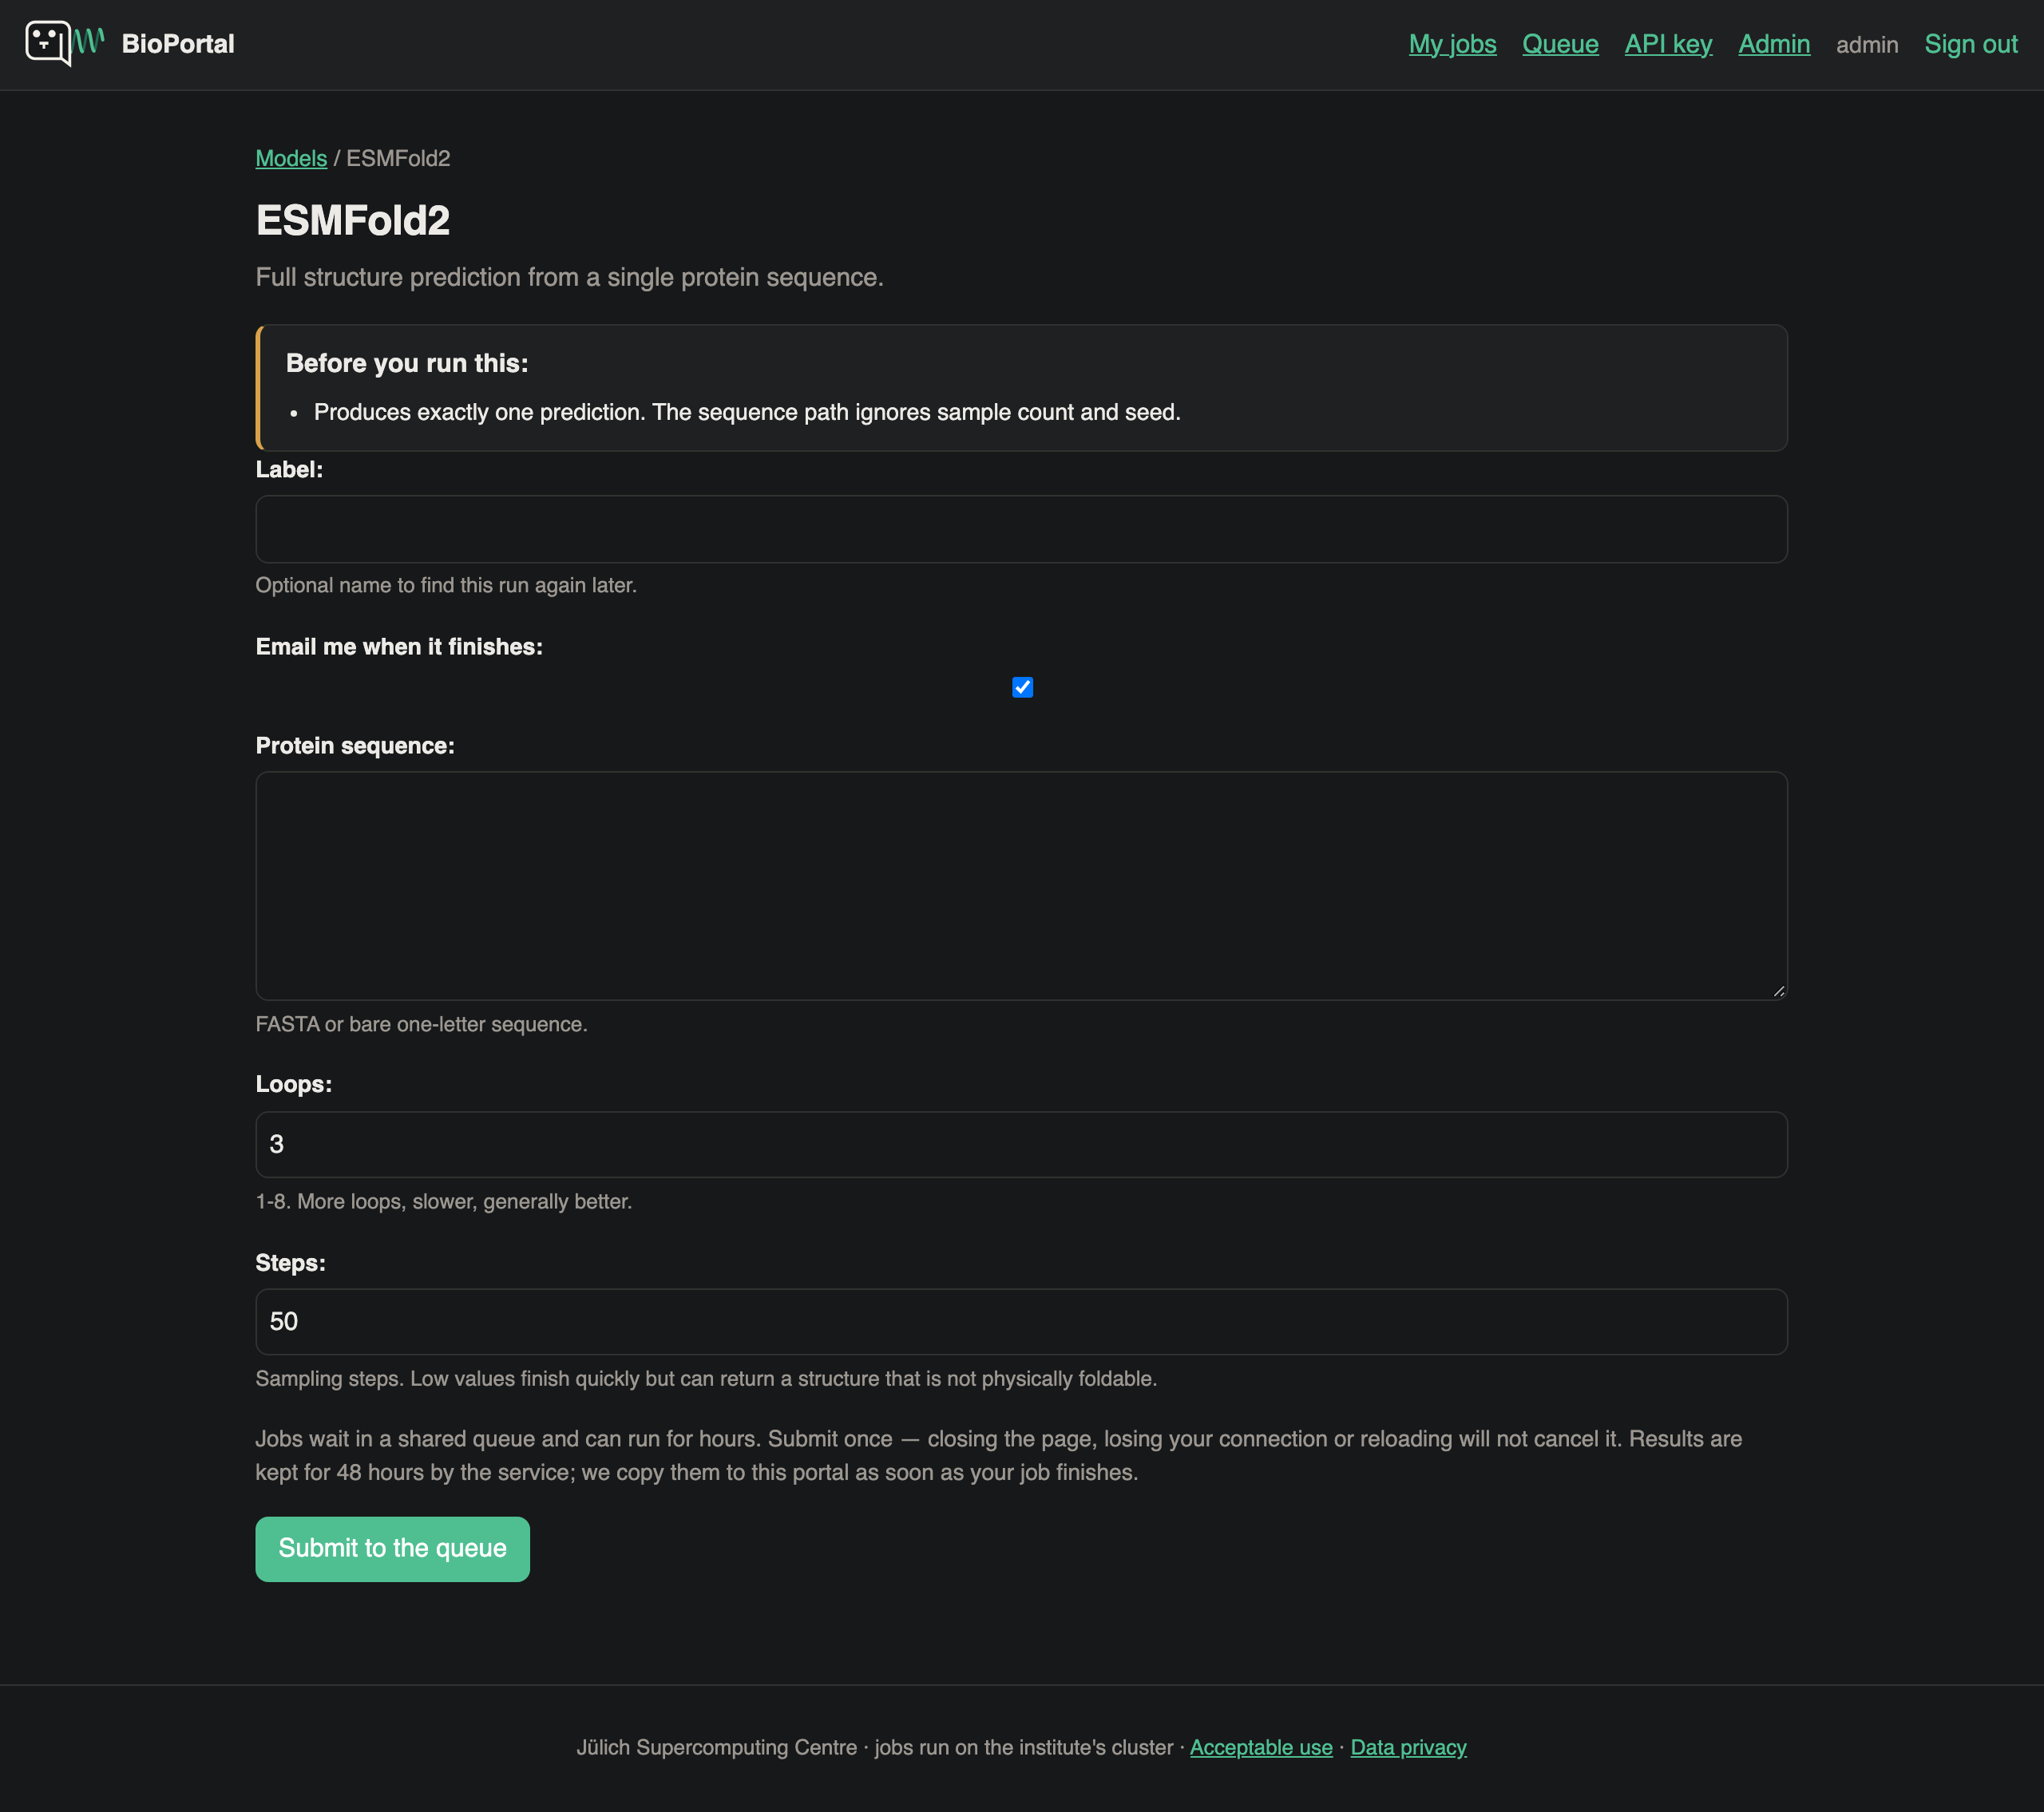 BioPortal
My jobs Queue API key Admin admin Sign out
Models / ESMFold2
ESMFold2
Full structure prediction from a single protein sequence.
Before you run this:
• Produces exactly one prediction. The sequence path ignores sample count and seed.
Label:
Optional name to find this run again later.
Email me when it finishes:
Protein sequence:
FASTA or bare one-letter sequence.
Loops:
3
1-8. More loops, slower, generally better.
Steps:
50
Sampling steps. Low values finish quickly but can return a structure that is not physically foldable.
Jobs wait in a shared queue and can run for hours. Submit once — closing the page, losing your connection or reloading will not cancel it. Results are
kept for 48 hours by the service; we copy them to this portal as soon as your job finishes.
Submit to the queue
Jülich Supercomputing Centre · jobs run on the institute's cluster · Acceptable use · Data privacy